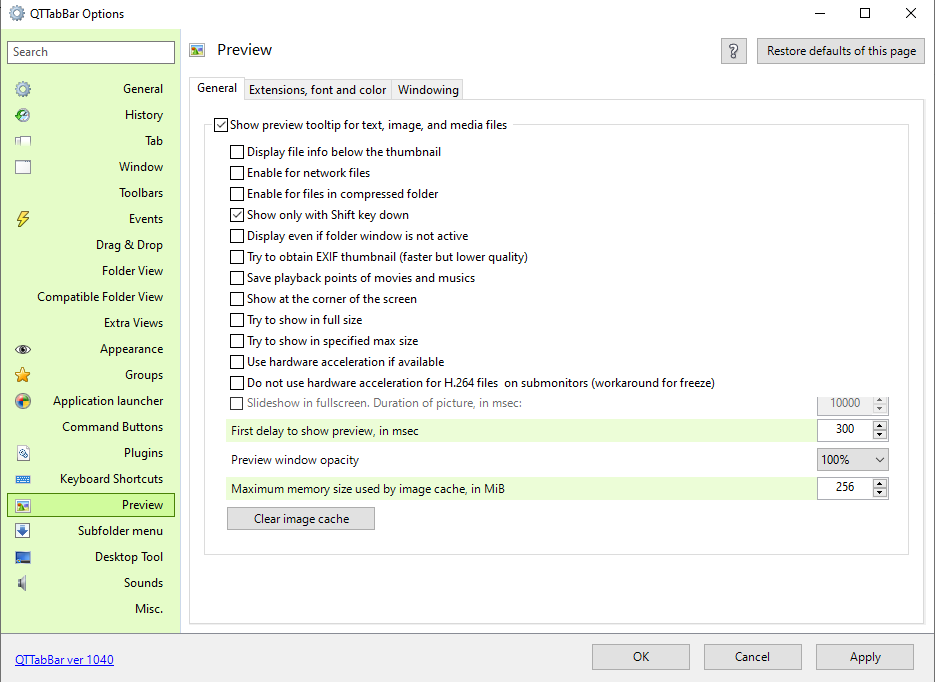 QTTabBar Options
Search
General
History
Tab
Window
Toolbars
Events
Drag & Drop
Folder View
Compatible Folder View
Extra Views
Appearance
Groups
Application launcher
Command Buttons
Plugins
Keyboard Shortcuts
Preview
Subfolder menu
Desktop Tool
Sounds
Misc.
Preview
?
Restore defaults of this page
General
Extensions, font and color
Windowing
Show preview tooltip for text, image, and media files
Display file info below the thumbnail
Enable for network files
Enable for files in compressed folder
Show only with Shift key down
Display even if folder window is not active
Try to obtain EXIF thumbnail (faster but lower quality)
Save playback points of movies and musics
Show at the corner of the screen
Try to show in full size
Try to show in specified max size
Use hardware acceleration if available
Do not use hardware acceleration for H.264 files on submonitors (workaround for freeze)
Slideshow in fullscreen. Duration of picture, in msec: 10000
First delay to show preview, in msec 300
Preview window opacity 100%
Maximum memory size used by image cache, in MiB 256
Clear image cache
QTTabBar ver 1040
OK
Cancel
Apply